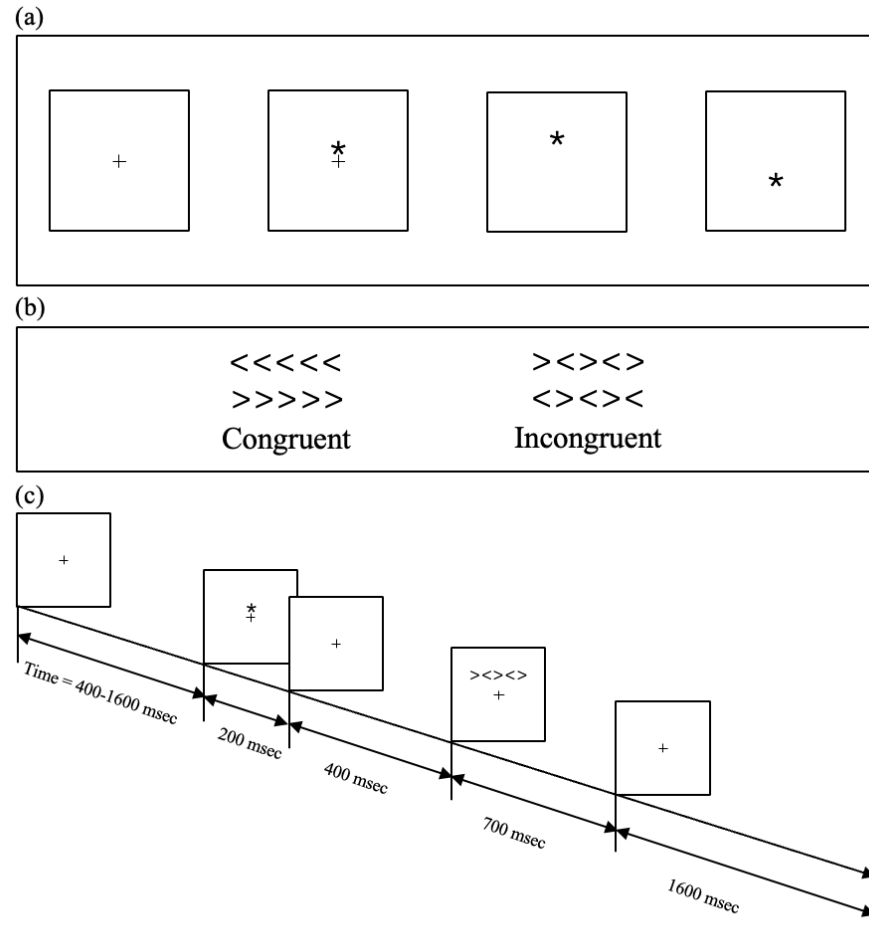 (a)
+ * + * *
(b)
<<<<< ><><>
>>>>> <><><
Congruent Incongruent
(c)
+
*
+
+
><><>
+
+
Time = 400-1600 msec
200 msec
400 msec
700 msec
1600 msec